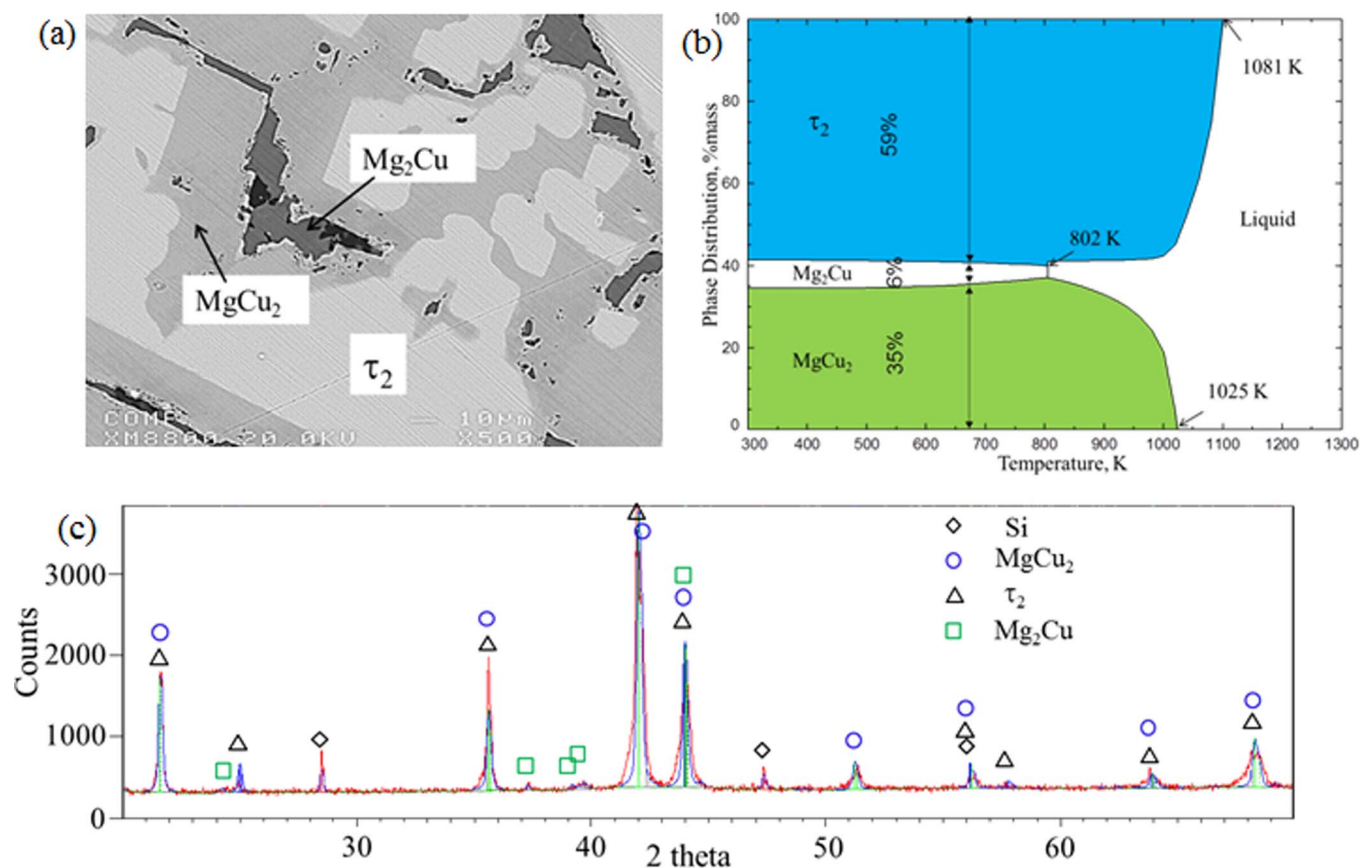 (a)
Mg₂Cu
MgCu₂
τ₂
COMP
XM8800 20.0KV X500 10μm
(b)
Phase Distribution, %mass
100
80
60
40
20
0
τ₂
59%
Mg₂Cu
6%
MgCu₂
35%
1081 K
Liquid
802 K
1025 K
300 400 500 600 700 800 900 1000 1100 1200 1300
Temperature, K
(c)
Counts
3000
2000
1000
0
Si
MgCu₂
τ₂
Mg₂Cu
30 40 50 60
2 theta